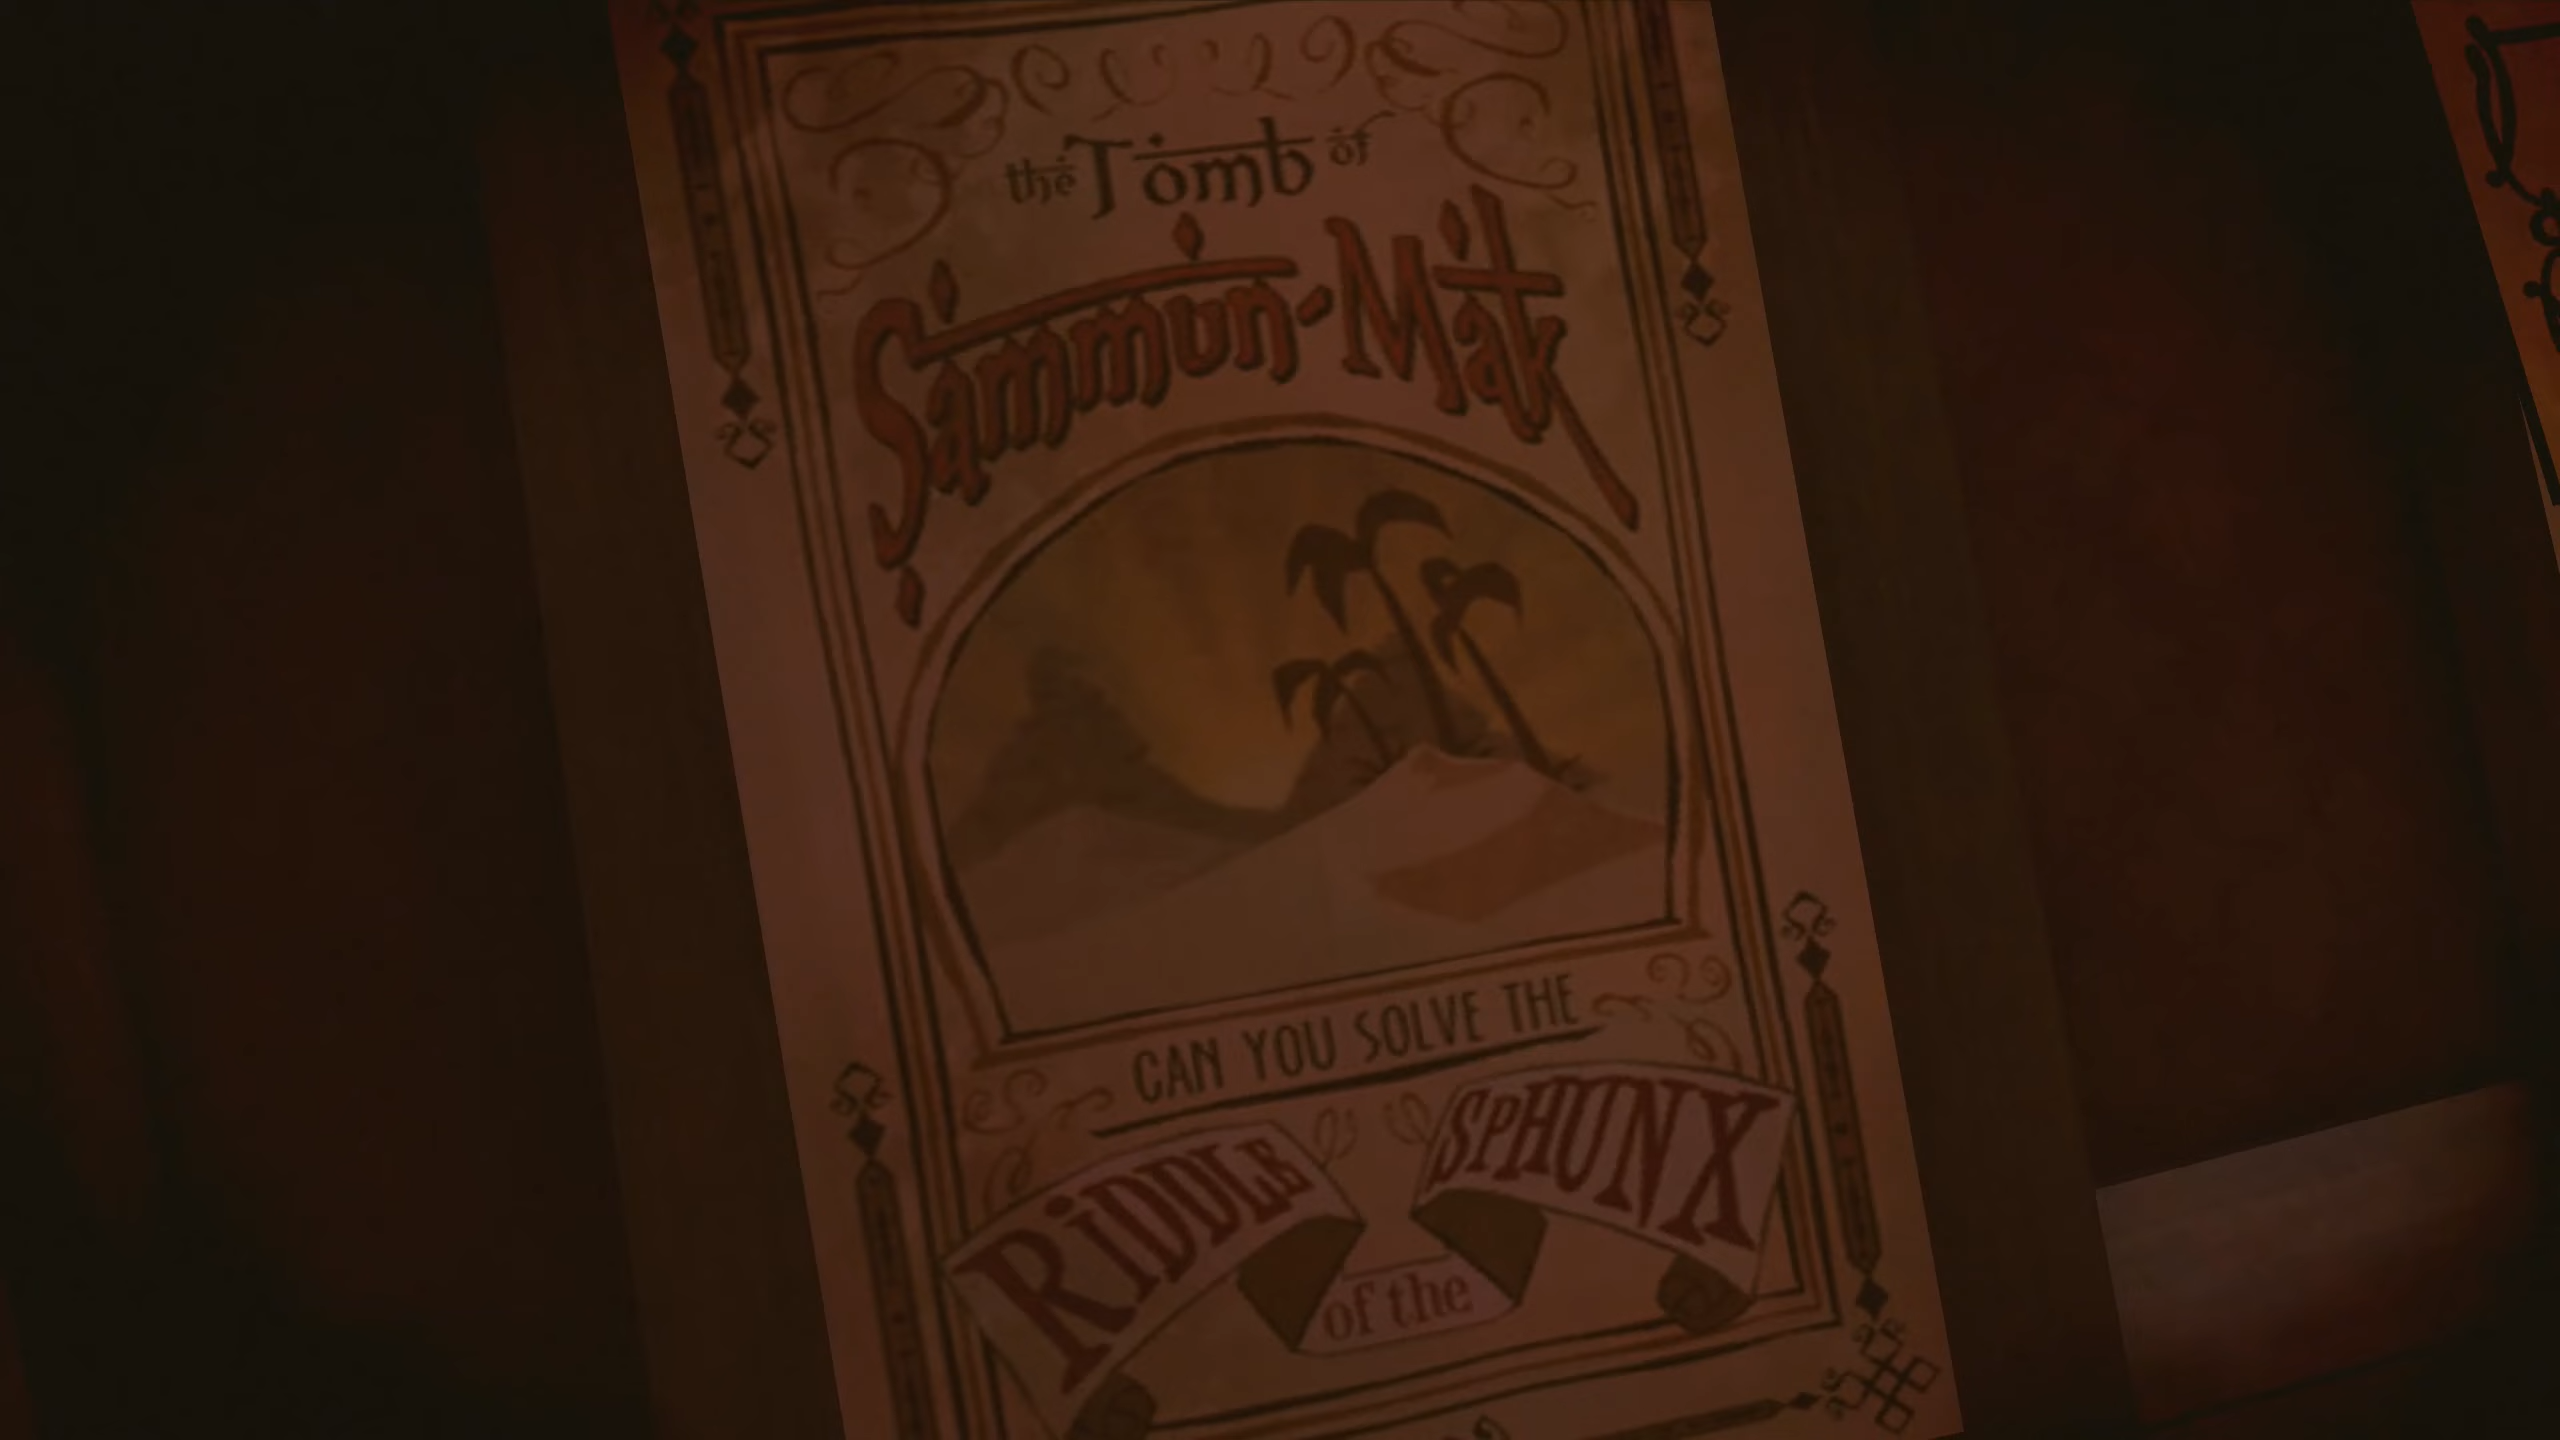 the Tomb of
Sammun-Mak
CAN YOU SOLVE THE
RiDDLE
of the
SPHUNX